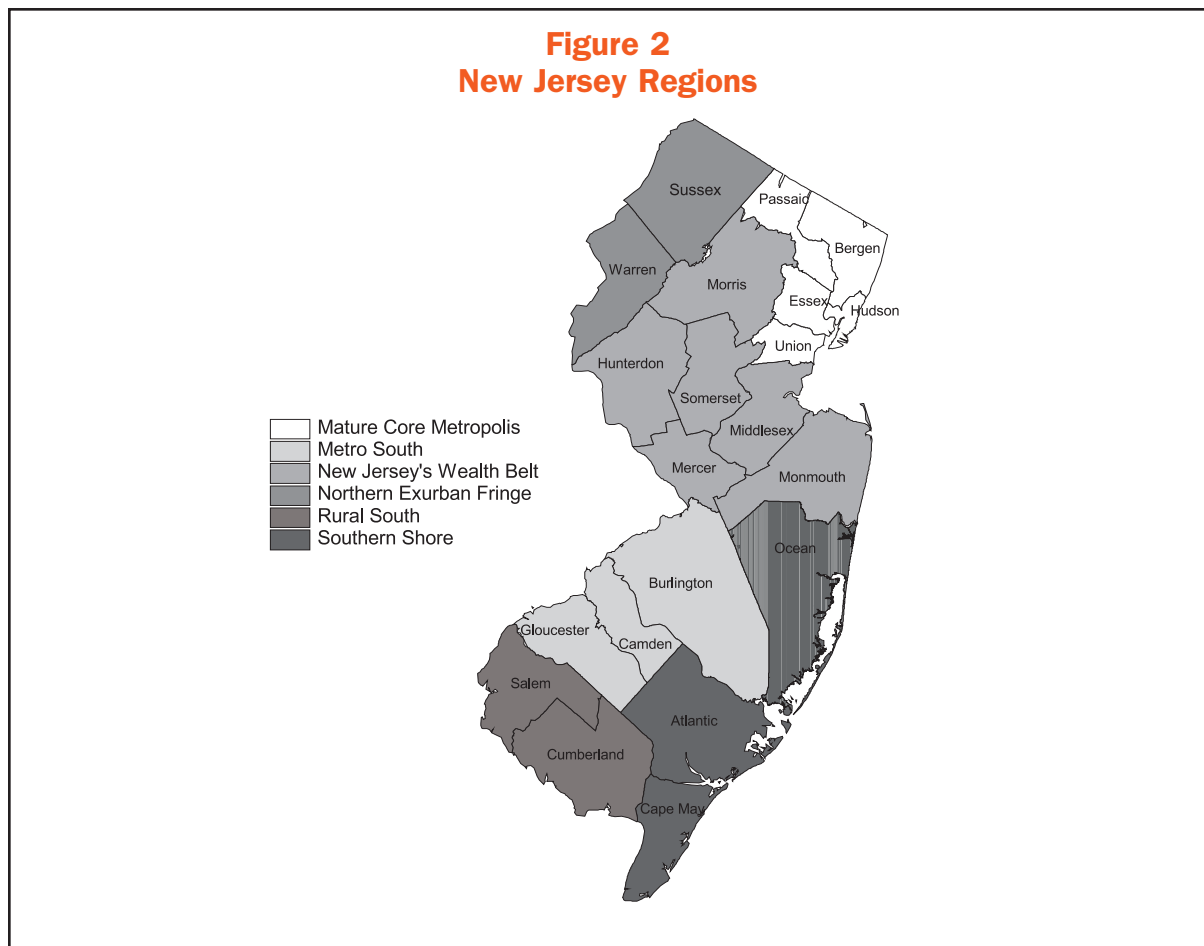 Figure 2
New Jersey Regions
Sussex
Passaic
Bergen
Warren
Morris
Essex
Hudson
Union
Hunterdon
Somerset
Middlesex
Mercer
Monmouth
Mature Core Metropolis
Metro South
New Jersey's Wealth Belt
Northern Exurban Fringe
Rural South
Southern Shore
Ocean
Burlington
Gloucester
Camden
Salem
Atlantic
Cumberland
Cape May